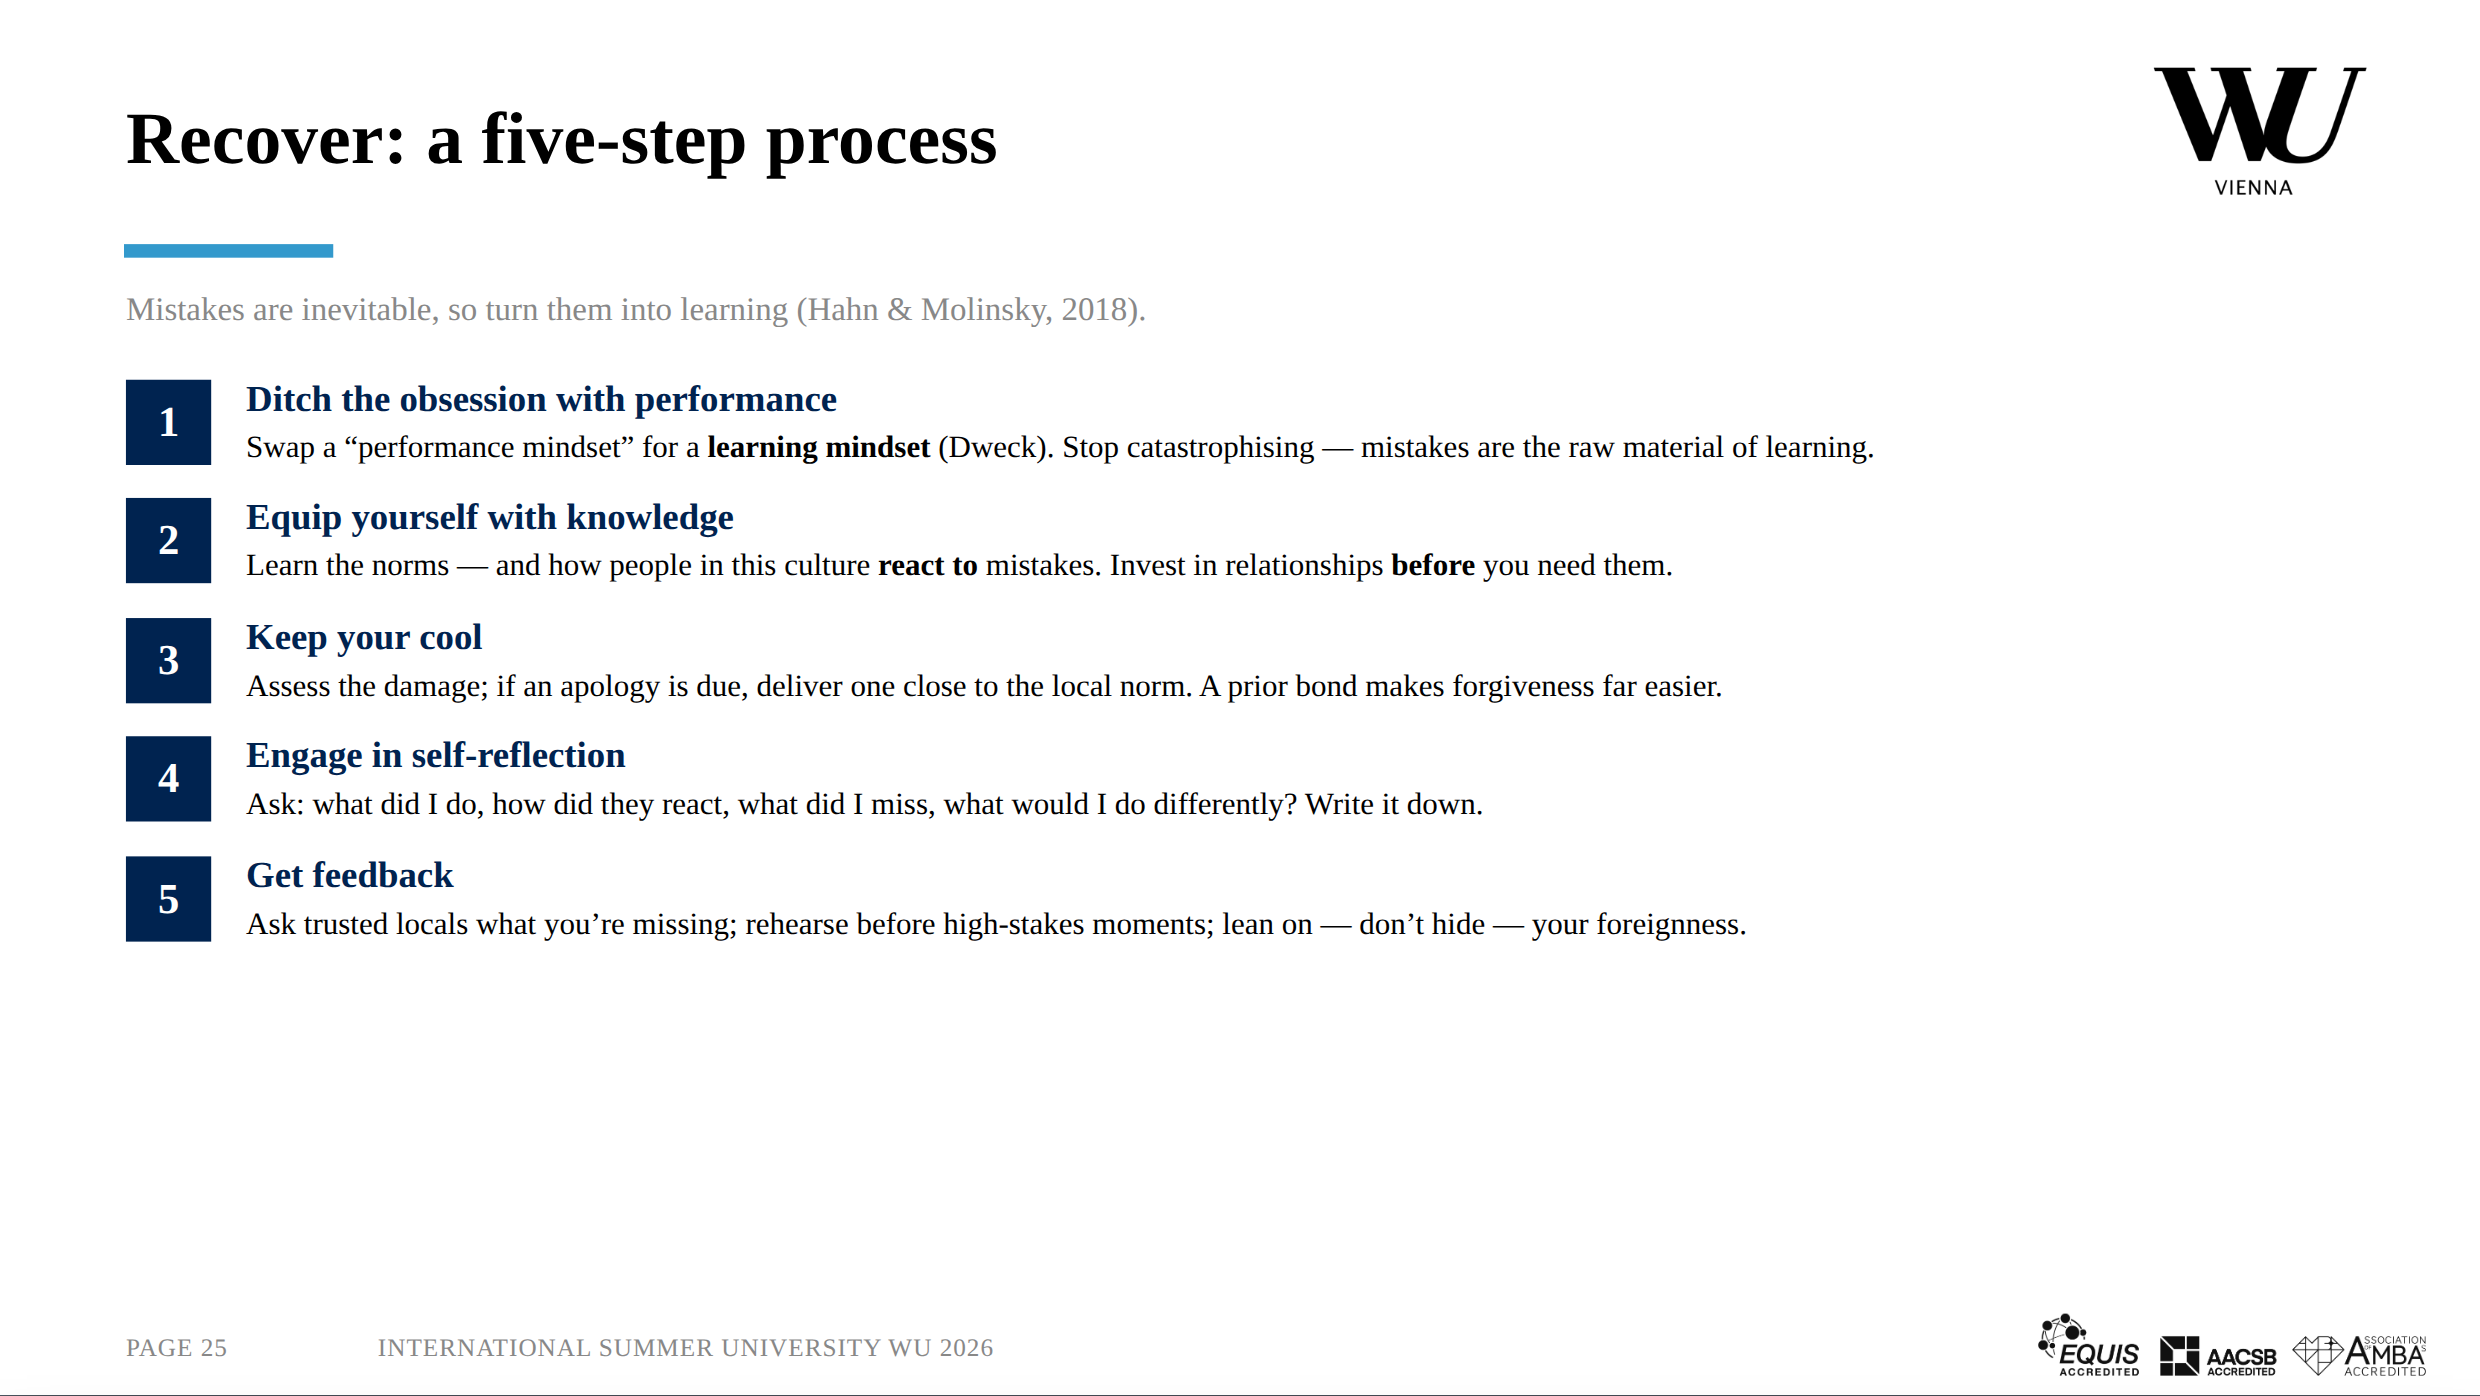 Recover: a five-step process
WU
VIENNA
Mistakes are inevitable, so turn them into learning (Hahn & Molinsky, 2018).
1
Ditch the obsession with performance
Swap a “performance mindset” for a learning mindset (Dweck). Stop catastrophising — mistakes are the raw material of learning.
2
Equip yourself with knowledge
Learn the norms — and how people in this culture react to mistakes. Invest in relationships before you need them.
3
Keep your cool
Assess the damage; if an apology is due, deliver one close to the local norm. A prior bond makes forgiveness far easier.
4
Engage in self-reflection
Ask: what did I do, how did they react, what did I miss, what would I do differently? Write it down.
5
Get feedback
Ask trusted locals what you’re missing; rehearse before high-stakes moments; lean on — don’t hide — your foreignness.
PAGE 25
INTERNATIONAL SUMMER UNIVERSITY WU 2026
EQUIS
ACCREDITED
AACSB
ACCREDITED
ASSOCIATION
OF MBAS
ACCREDITED